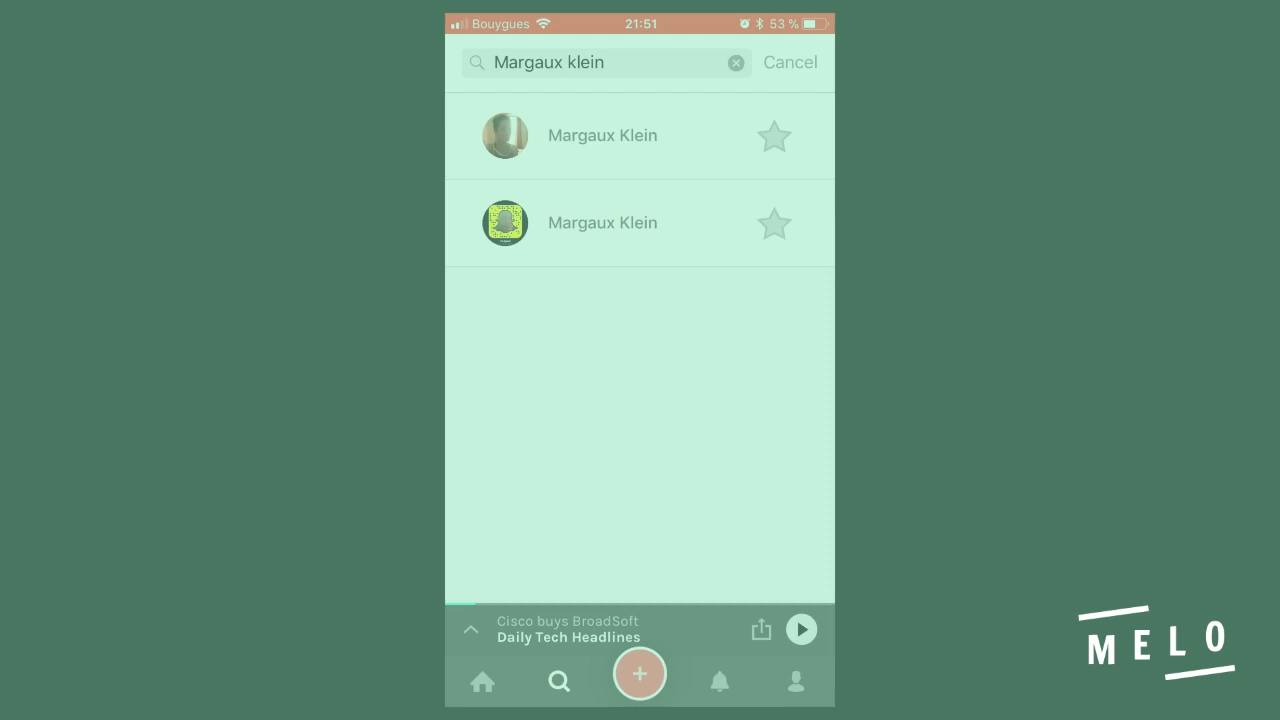 Bouygues 21:51 53 %
Margaux klein Cancel
Margaux Klein
Margaux Klein
Cisco buys BroadSoft
Daily Tech Headlines
MELO